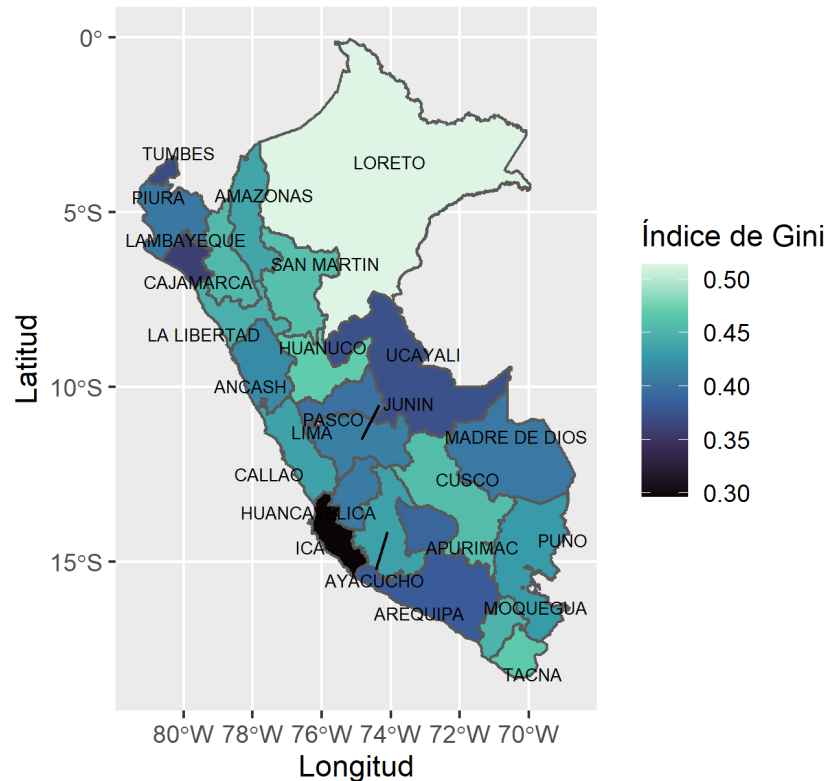 0°
5°S
10°S
15°S
Latitud
TUMBES
LORETO
PIURA
AMAZONAS
LAMBAYEQUE
SAN MARTIN
CAJAMARCA
LA LIBERTAD
HUANUCO
UCAYALI
ANCASH
JUNIN
PASCO
LIMA
MADRE DE DIOS
CALLAO
CUSCO
HUANCAVELICA
ICA
APURIMAC
PUNO
AYACUCHO
AREQUIPA
MOQUEGUA
TACNA
80°W 78°W 76°W 74°W 72°W 70°W
Longitud
Índice de Gini
0.50
0.45
0.40
0.35
0.30